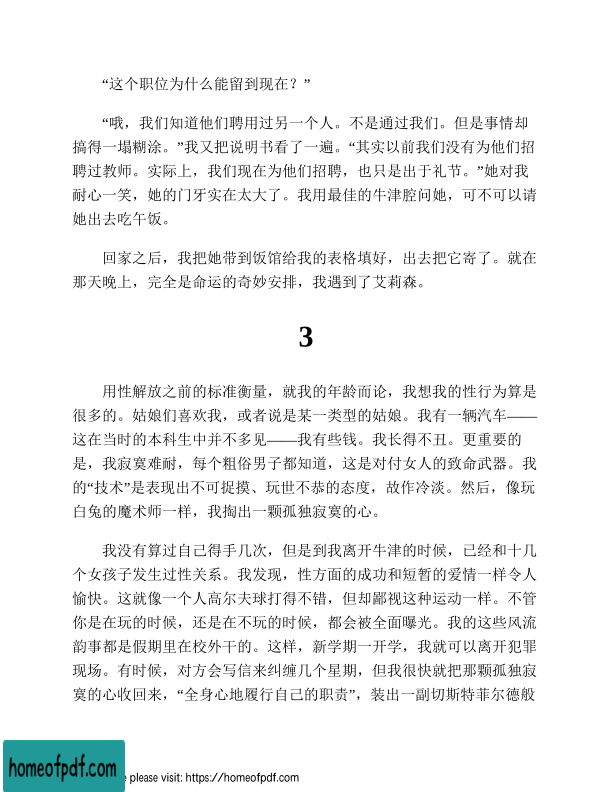 “这个职位为什么能留到现在？”
“哦，我们知道他们聘用过另一个人。不是通过我们。但是事情却
搞得一塌糊涂。”我又把说明书看了一遍。“其实以前我们没有为他们招
聘过教师。实际上，我们现在为他们招聘，也只是出于礼节。”她对我
耐心一笑，她的门牙实在太大了。我用最佳的牛津腔问她，可不可以请
她出去吃午饭。
回家之后，我把她带到饭馆给我的表格填好，出去把它寄了。就在
那天晚上，完全是命运的奇妙安排，我遇到了艾莉森。
3
用性解放之前的标准衡量，就我的年龄而论，我想我的性行为算是
很多的。姑娘们喜欢我，或者说是某一类型的姑娘。我有一辆汽车——
这在当时的本科生中并不多见——我有些钱。我长得不丑。更重要的
是，我寂寞难耐，每个粗俗男子都知道，这是对付女人的致命武器。我
的“技术”是表现出不可捉摸、玩世不恭的态度，故作冷淡。然后，像玩
白兔的魔术师一样，我掏出一颗孤独寂寞的心。
我没有算过自己得手几次，但是到我离开牛津的时候，已经和十几
个女孩子发生过性关系。我发现，性方面的成功和短暂的爱情一样令人
愉快。这就像一个人高尔夫球打得不错，但却鄙视这种运动一样。不管
你是在玩的时候，还是在不玩的时候，都会被全面曝光。我的这些风流
韵事都是假期里在校外干的。这样，新学期一开学，我就可以离开犯罪
现场。有时候，对方会写信来纠缠几个星期，但我很快就把那颗孤独寂
寞的心收回来，“全身心地履行自己的职责”，装出一副切斯特菲尔德般
homeofpdf.com
e please visit: https://homeofpdf.com